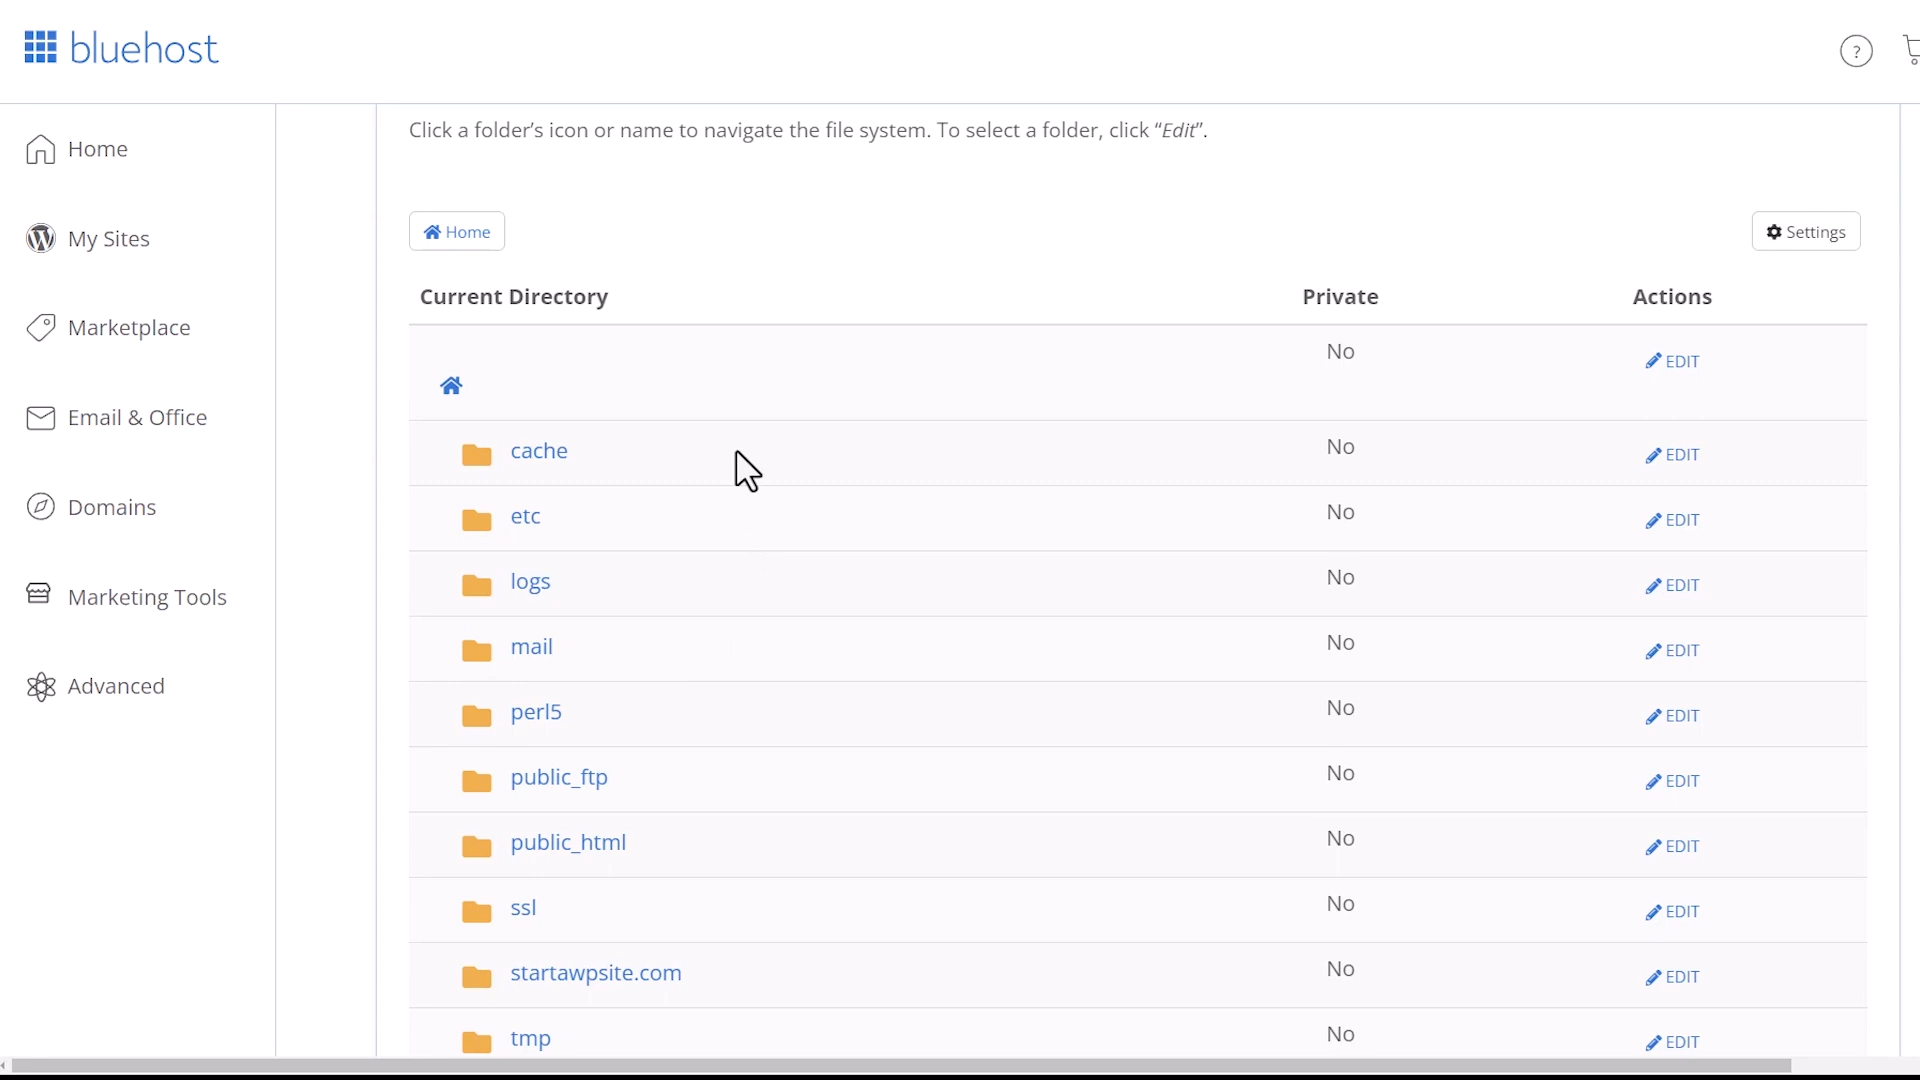 bluehost
?
Home
My Sites
Marketplace
Email & Office
Domains
Marketing Tools
Advanced
Click a folder’s icon or name to navigate the file system. To select a folder, click “Edit”.
Home
Settings
Current Directory Private Actions
No EDIT
cache No EDIT
etc No EDIT
logs No EDIT
mail No EDIT
perl5 No EDIT
public_ftp No EDIT
public_html No EDIT
ssl No EDIT
startawpsite.com No EDIT
tmp No EDIT